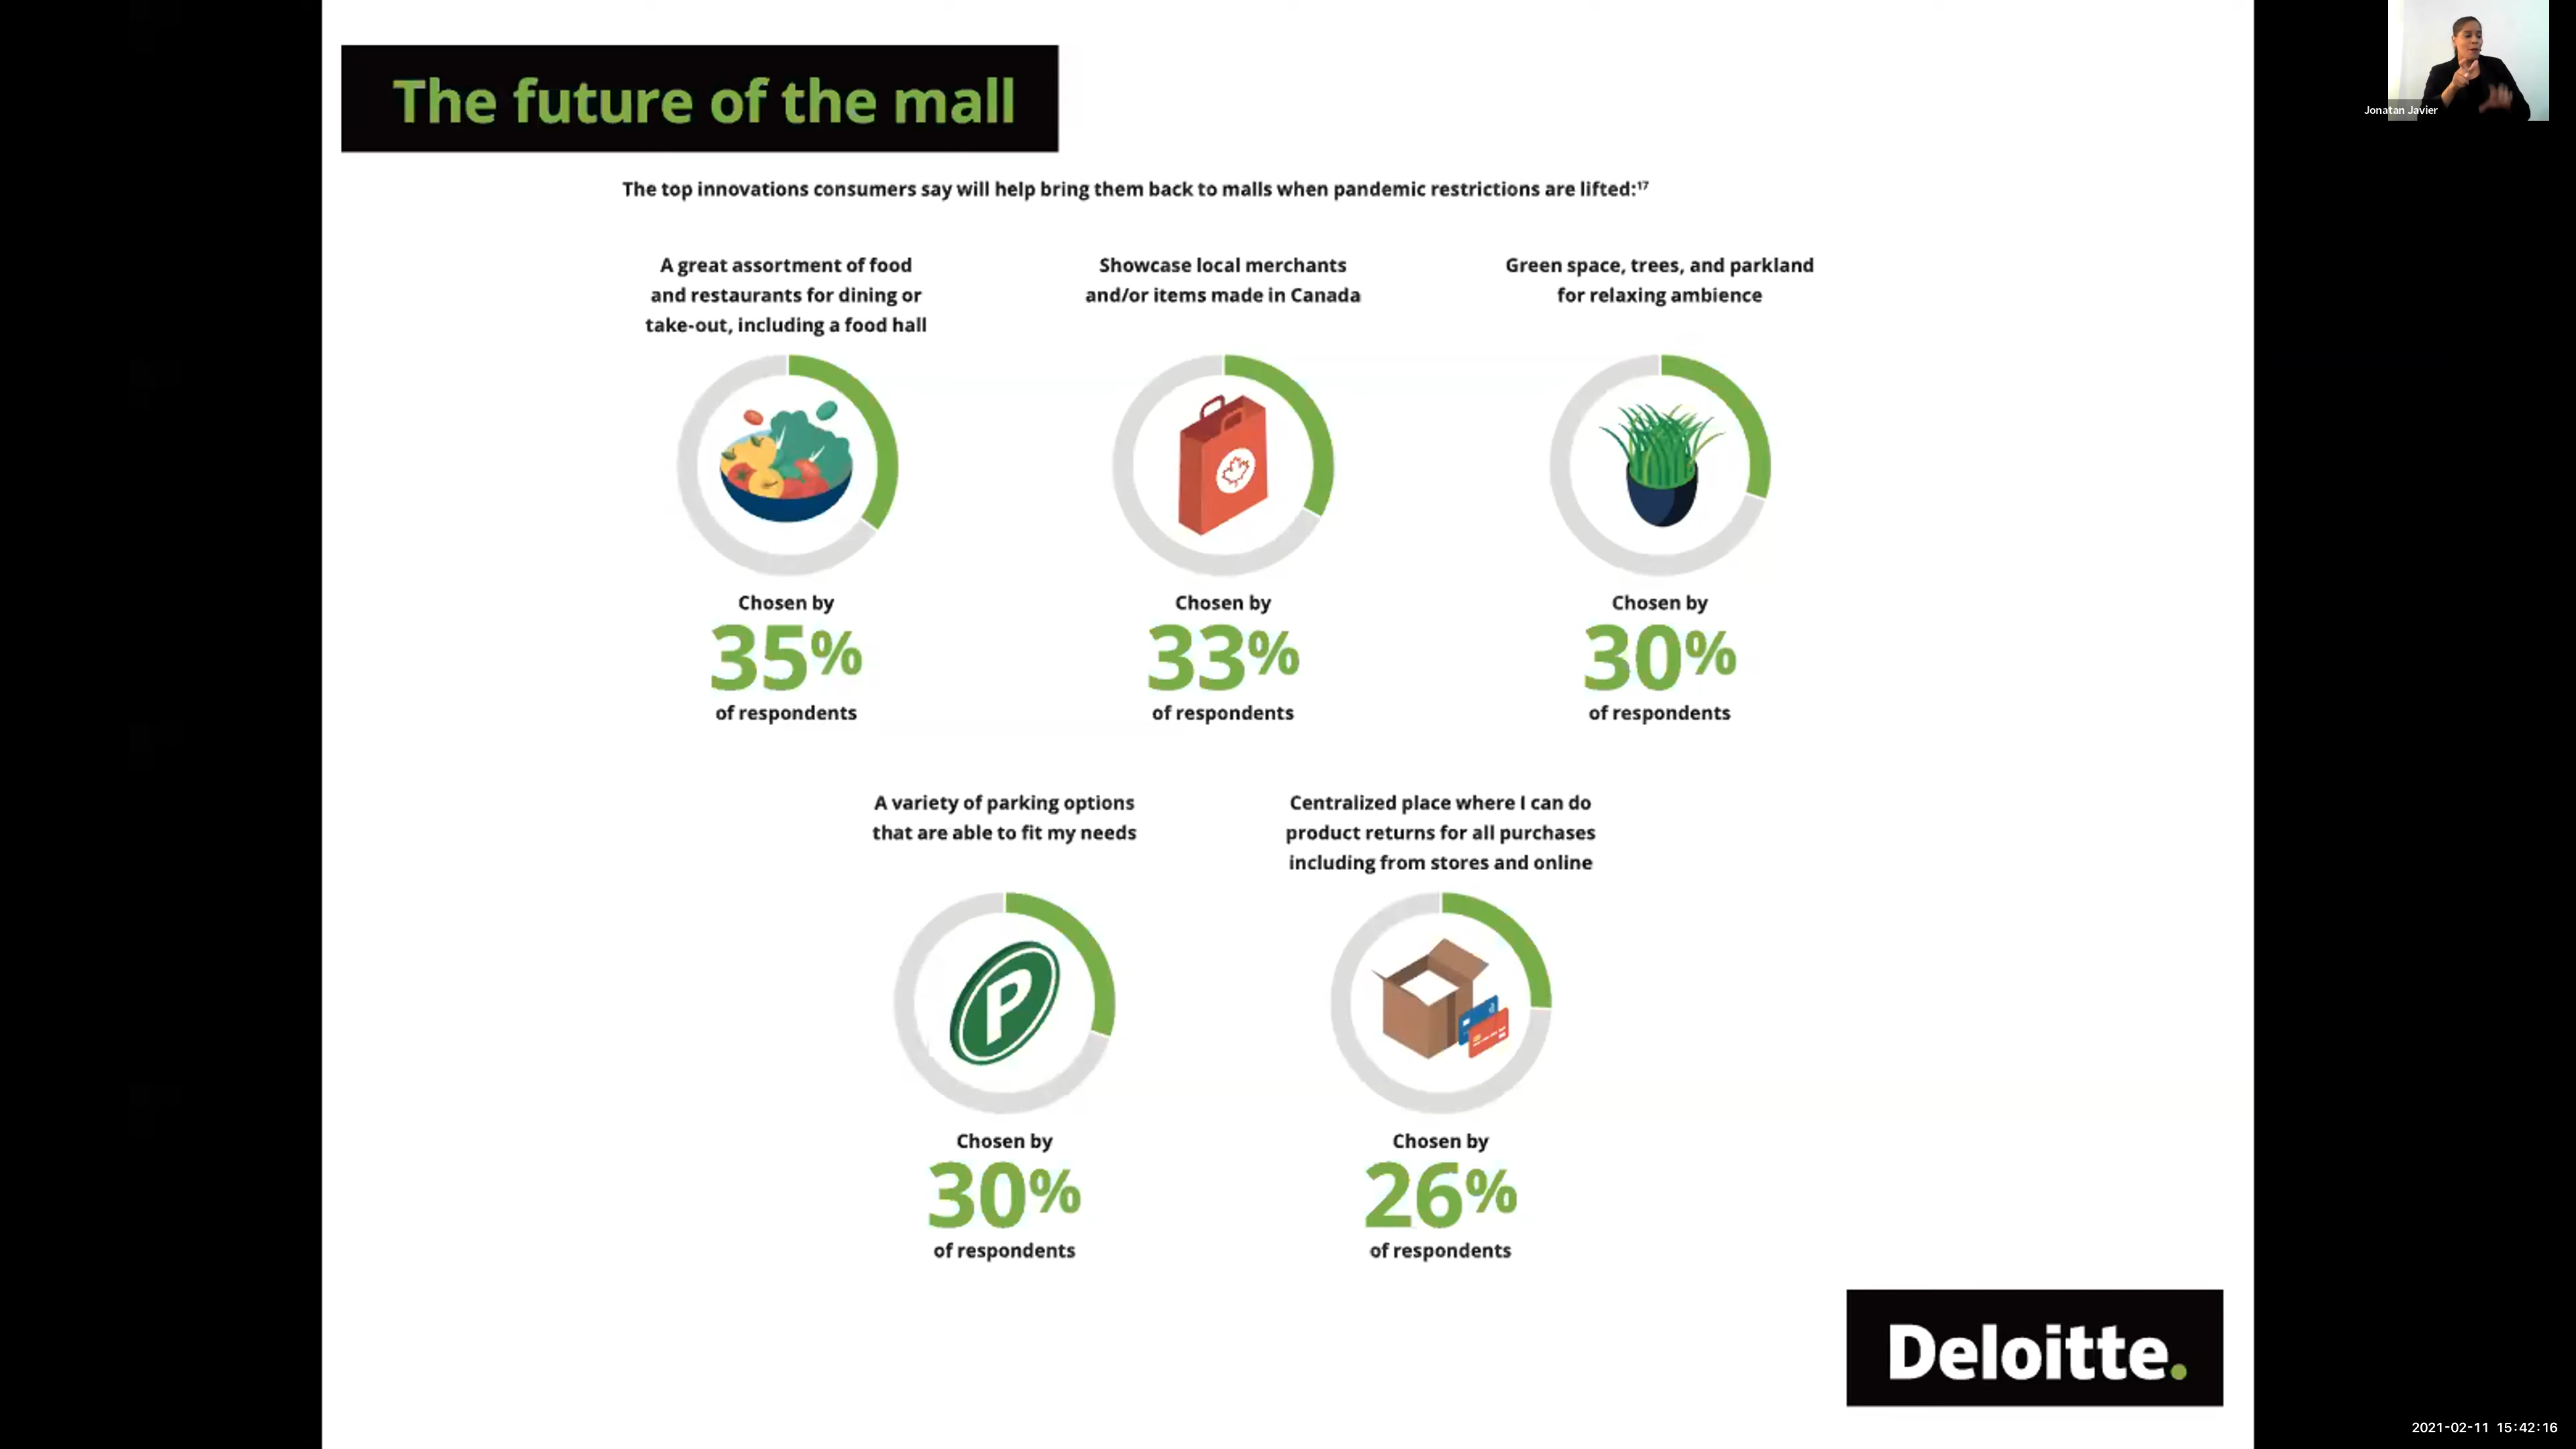 The future of the mall
Jonatan Javier
The top innovations consumers say will help bring them back to malls when pandemic restrictions are lifted:¹⁷
A great assortment of food
and restaurants for dining or
take-out, including a food hall
Chosen by
35%
of respondents
Showcase local merchants
and/or items made in Canada
Chosen by
33%
of respondents
Green space, trees, and parkland
for relaxing ambience
Chosen by
30%
of respondents
A variety of parking options
that are able to fit my needs
P
Chosen by
30%
of respondents
Centralized place where I can do
product returns for all purchases
including from stores and online
Chosen by
26%
of respondents
Deloitte.
2021-02-11 15:42:16